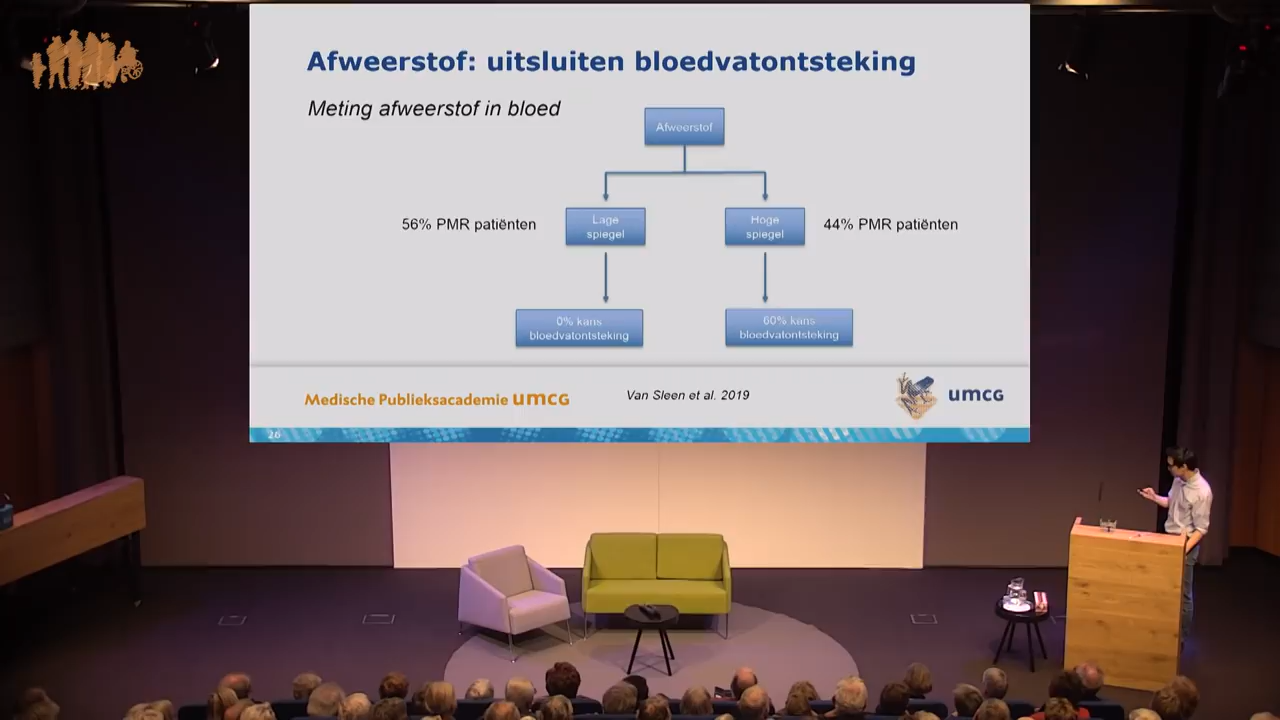 Afweerstof: uitsluiten bloedvatontsteking
Meting afweerstof in bloed
Afweerstof
56% PMR patiënten
Lage
spiegel
Hoge
spiegel
44% PMR patiënten
0% kans
bloedvatontsteking
60% kans
bloedvatontsteking
Medische Publieksacademie umcg
Van Sleen et al. 2019
umcg
26